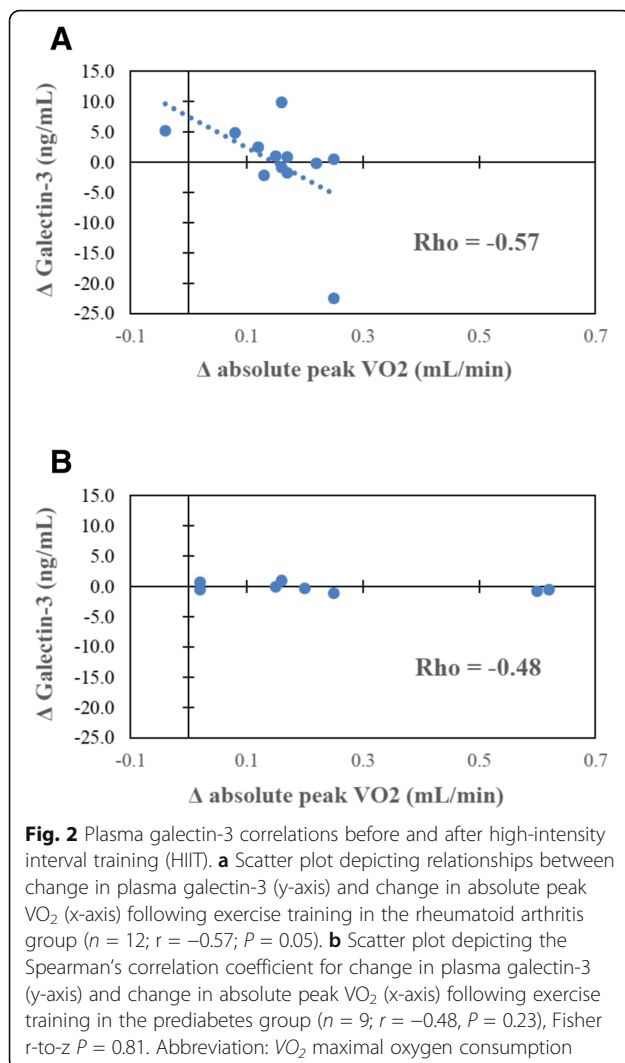 A
15.0
10.0
5.0
0.0
-5.0
-10.0
-15.0
-20.0
-25.0
Δ Galectin-3 (ng/mL)
Rho = -0.57
-0.1 0.1 0.3 0.5 0.7
Δ absolute peak VO2 (mL/min)
B
15.0
10.0
5.0
0.0
-5.0
-10.0
-15.0
-20.0
-25.0
Δ Galectin-3 (ng/mL)
Rho = -0.48
-0.1 0.1 0.3 0.5 0.7
Δ absolute peak VO2 (mL/min)
Fig. 2 Plasma galectin-3 correlations before and after high-intensity
interval training (HIIT). a Scatter plot depicting relationships between
change in plasma galectin-3 (y-axis) and change in absolute peak
VO₂ (x-axis) following exercise training in the rheumatoid arthritis
group (n = 12; r = −0.57; P = 0.05). b Scatter plot depicting the
Spearman's correlation coefficient for change in plasma galectin-3
(y-axis) and change in absolute peak VO₂ (x-axis) following exercise
training in the prediabetes group (n = 9; r = −0.48, P = 0.23), Fisher
r-to-z P = 0.81. Abbreviation: VO₂ maximal oxygen consumption